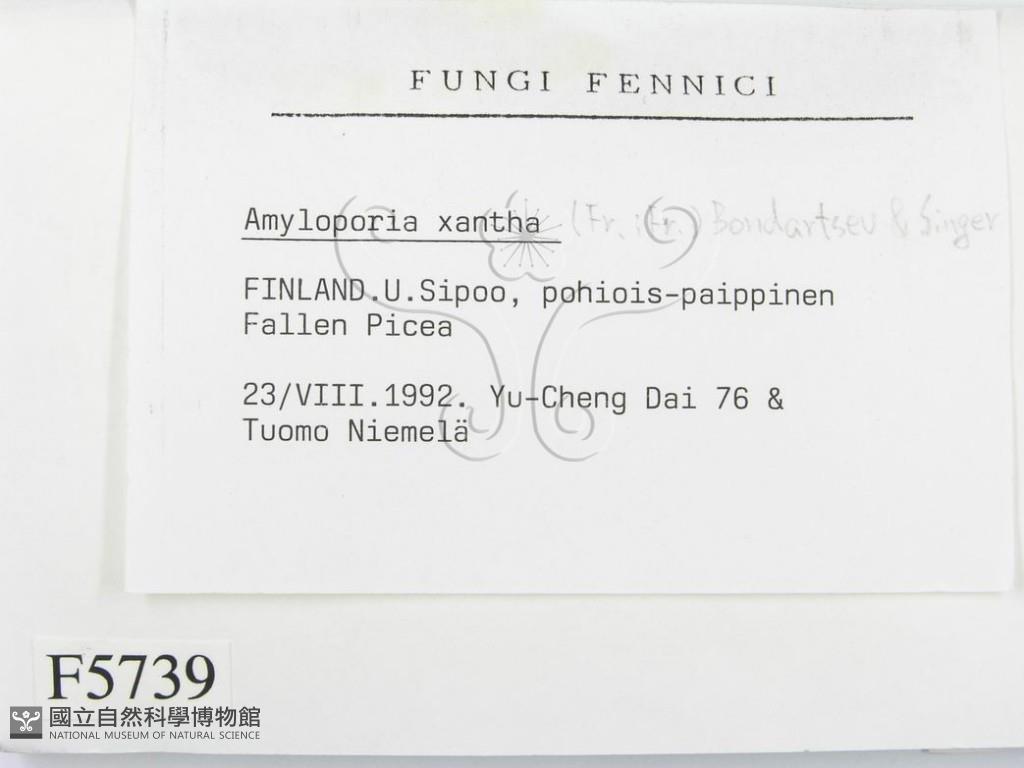 FUNGI FENNICI
Amyloporia xantha (Fr. : Fr.) Bondartsev & Singer
FINLAND.U.Sipoo, pohiois-paippinen
Fallen Picea
23/VIII.1992. Yu-Cheng Dai 76 &
Tuomo Niemelä
F5739
國立自然科學博物館
NATIONAL MUSEUM OF NATURAL SCIENCE